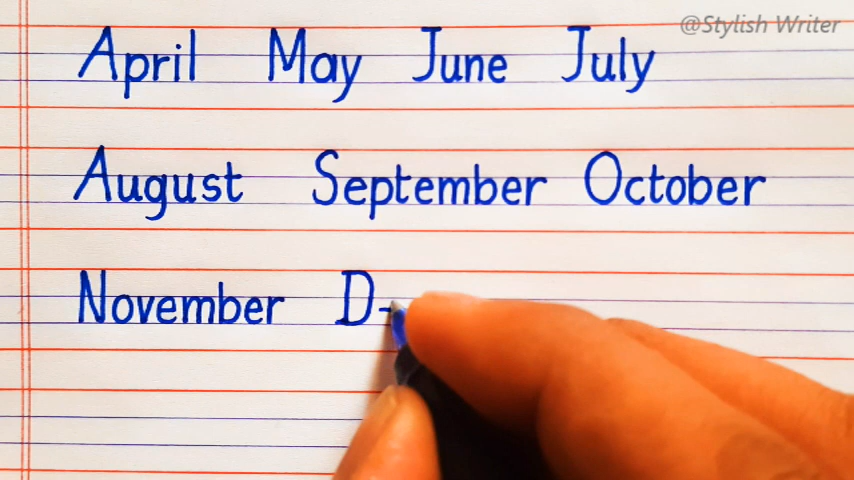 @Stylish Writer
April May June July
August September October
November D-